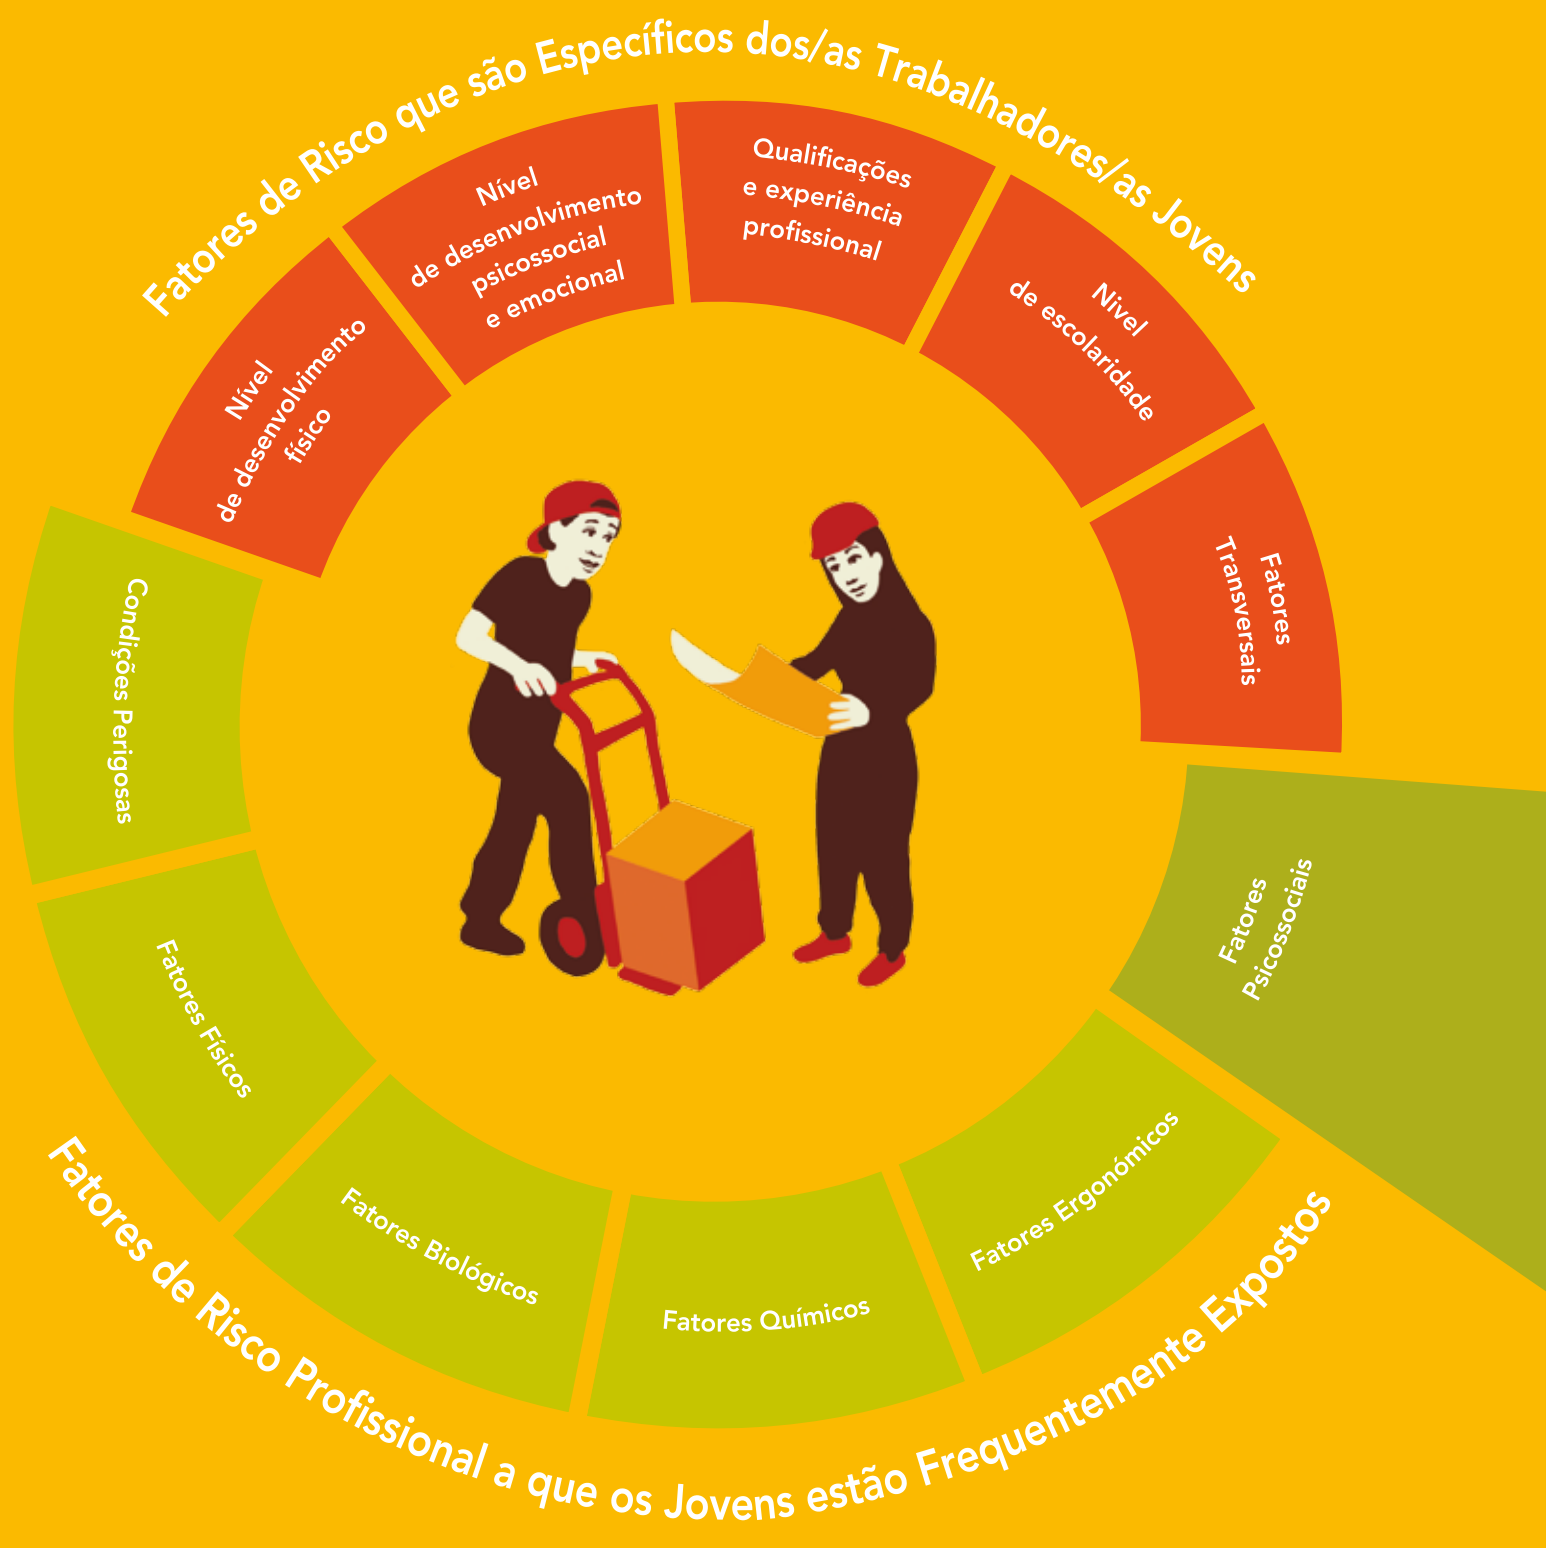 Fatores de Risco que são Específicos dos/as Trabalhadores/as Jovens
Nível
de desenvolvimento
físico
Nível
de desenvolvimento
psicossocial
e emocional
Qualificações
e experiência
profissional
Nivel
de escolaridade
Fatores
Transversais
Fatores
Psicossociais
Fatores Ergonómicos
Fatores Químicos
Fatores Biológicos
Fatores Físicos
Condições Perigosas
Fatores de Risco Profissional a que os Jovens estão Frequentemente Expostos